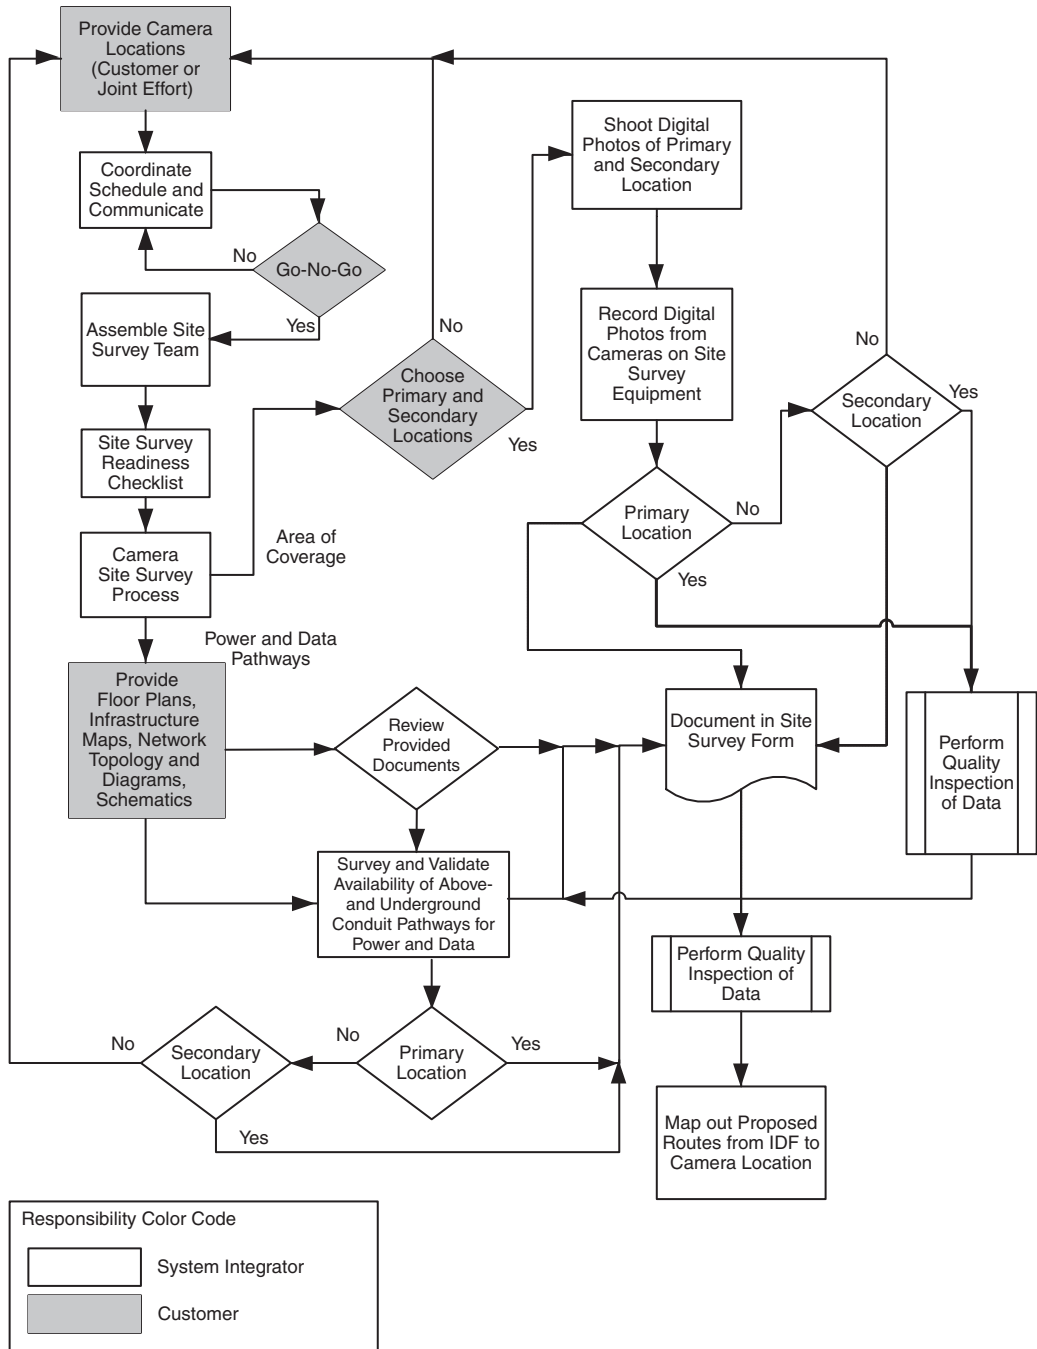 Provide Camera
Locations
(Customer or
Joint Effort)
Coordinate
Schedule and
Communicate
No
Go-No-Go
Yes
Assemble Site
Survey Team
Site Survey
Readiness
Checklist
Camera
Site Survey
Process
Area of
Coverage
Power and Data
Pathways
Provide
Floor Plans,
Infrastructure
Maps, Network
Topology and
Diagrams,
Schematics
No
Choose
Primary and
Secondary
Locations
Yes
Shoot Digital
Photos of Primary
and Secondary
Location
Record Digital
Photos from
Cameras on Site
Survey
Equipment
Primary
Location
No
Yes
No
Secondary
Location
Yes
Review
Provided
Documents
Document in Site
Survey Form
Perform
Quality
Inspection
of Data
Survey and Validate
Availability of Above-
and Underground
Conduit Pathways for
Power and Data
Perform Quality
Inspection of
Data
No
Secondary
Location
No
Primary
Location
Yes
Yes
Map out Proposed
Routes from IDF to
Camera Location
Responsibility Color Code
System Integrator
Customer